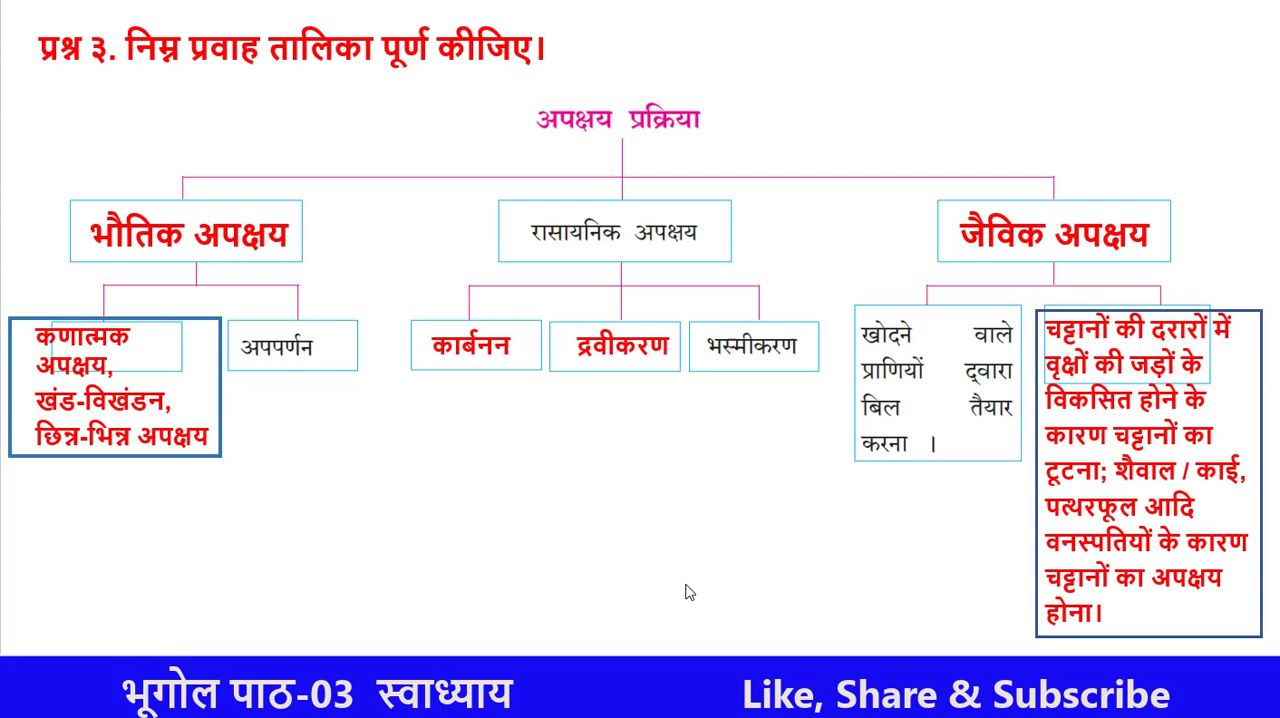 प्रश्न ३. निम्न प्रवाह तालिका पूर्ण कीजिए।
अपक्षय प्रक्रिया
भौतिक अपक्षय
रासायनिक अपक्षय
जैविक अपक्षय
कणात्मक
अपक्षय,
खंड-विखंडन,
छिन्न-भिन्न अपक्षय
अपपर्णन
कार्बनन
द्रवीकरण
भस्मीकरण
खोदने वाले
प्राणियों द्वारा
बिल तैयार
करना ।
चट्टानों की दरारों में
वृक्षों की जड़ों के
विकसित होने के
कारण चट्टानों का
टूटना; शैवाल / काई,
पत्थरफूल आदि
वनस्पतियों के कारण
चट्टानों का अपक्षय
होना।
भूगोल पाठ-03 स्वाध्याय
Like, Share & Subscribe